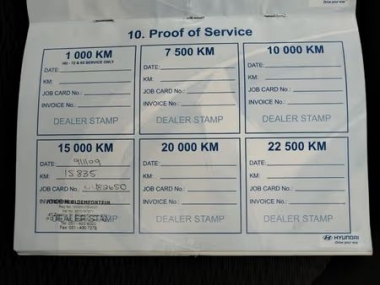 10. Proof of Service
1 000 KM
DATE:
KM:
JOB CARD No.:
INVOICE No.:
DEALER STAMP
7 500 KM
DATE:
KM:
JOB CARD No.:
INVOICE No.:
DEALER STAMP
10 000 KM
DATE:
KM:
JOB CARD No.:
INVOICE No.:
DEALER STAMP
15 000 KM
DATE:
KM: 15835
JOB CARD No.:
INVOICE No.:
DEALER STAMP
20 000 KM
DATE:
KM:
JOB CARD No.:
INVOICE No.:
DEALER STAMP
22 500 KM
DATE:
KM:
JOB CARD No.:
INVOICE No.:
DEALER STAMP
HYUNDAI